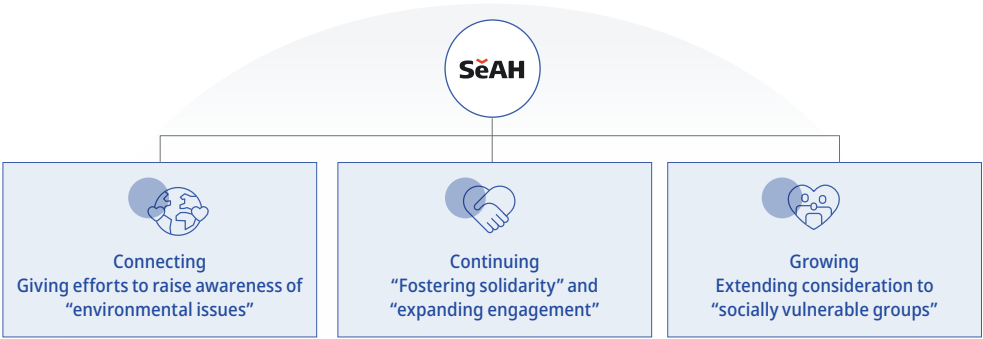 SeAH
Connecting
Giving efforts to raise awareness of
“environmental issues”
Continuing
“Fostering solidarity” and
“expanding engagement”
Growing
Extending consideration to
“socially vulnerable groups”